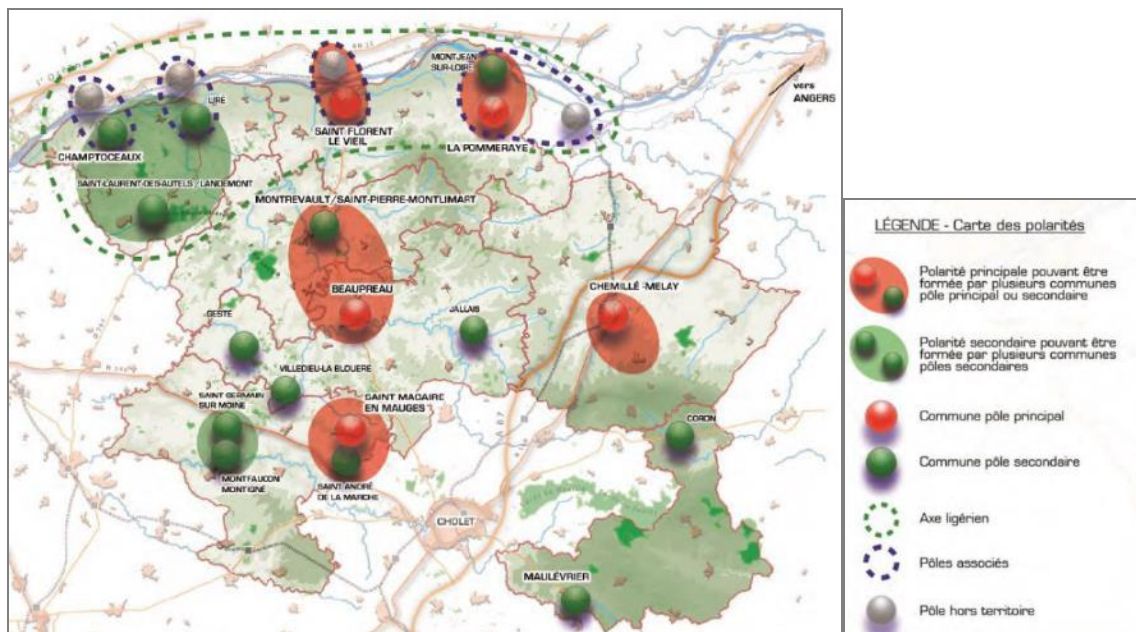 MONTJEAN
SUR-LOIRE
vers
ANGERS
LIRÉ
SAINT FLORENT
LE VIEIL
LA POMMERAYE
CHAMPTOCEAUX
SAINT-LAURENT-DES-AUTELS / LANDEMONT
MONTREVAULT/SAINT-PIERRE-MONTLIMART
BEAUPREAU
CHEMILLÉ -MELAY
JALLAIS
GESTÉ
VILLEDIEU-LA BLOUERE
SAINT GERMAIN
SUR MOINE
SAINT MACAIRE
EN MAUGES
CORON
MONTFAUCON
MONTIGNÉ
SAINT-ANDRÉ
DE LA MARCHE
CHOLET
MAULÉVRIER
LÉGENDE - Carte des polarités
Polarité principale pouvant être
formée par plusieurs communes
pôle principal ou secondaire
Polarité secondaire pouvant être
formée par plusieurs communes
pôles secondaires
Commune pôle principal
Commune pôle secondaire
Axe ligérien
Pôles associés
Pôle hors territoire